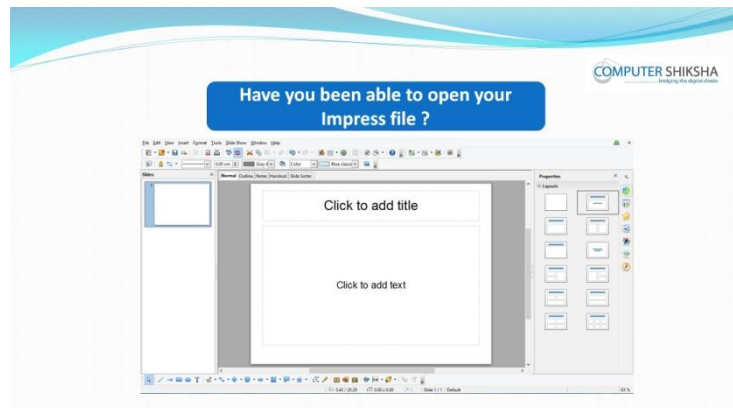 COMPUTER SHIKSHA
bridging the digital divide
Have you been able to open your
Impress file ?
File Edit View Insert Format Tools Slide Show Window Help
Slides
Normal Outline Notes Handout Slide Sorter
Properties
Layouts
Click to add title
Click to add text
Slide 1 / 1 Default